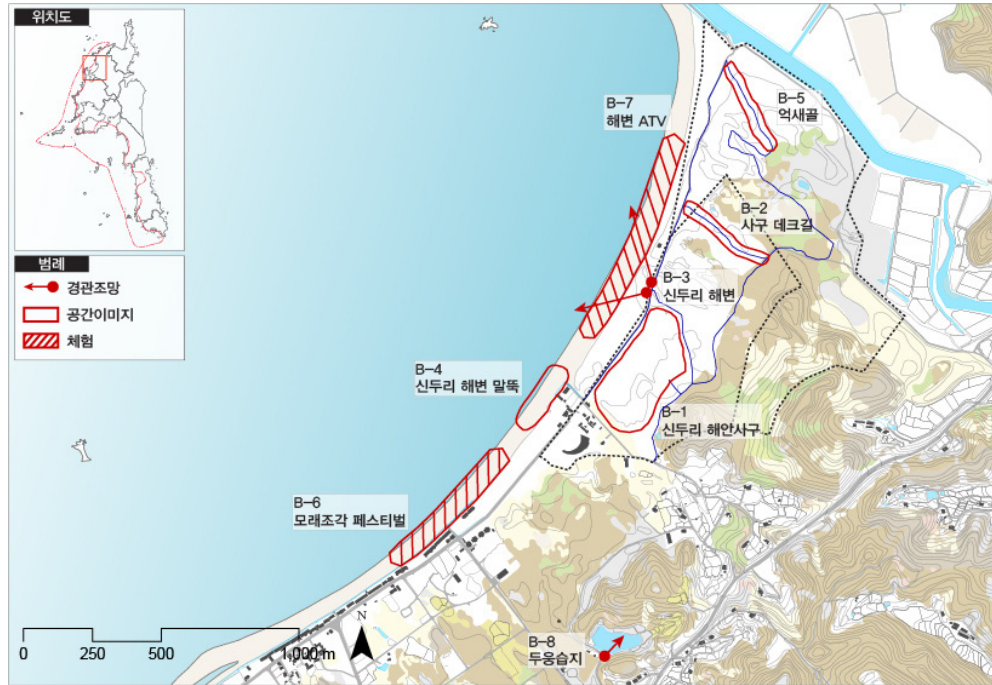 위치도
범례
경관조망
공간이미지
체험
B-7
해변 ATV
B-5
억새골
B-2
사구 데크길
B-3
신두리 해변
B-4
신두리 해변 말뚝
B-1
신두리 해안사구
B-6
모래조각 페스티벌
B-8
두웅습지
N
0 250 500 1,000 m